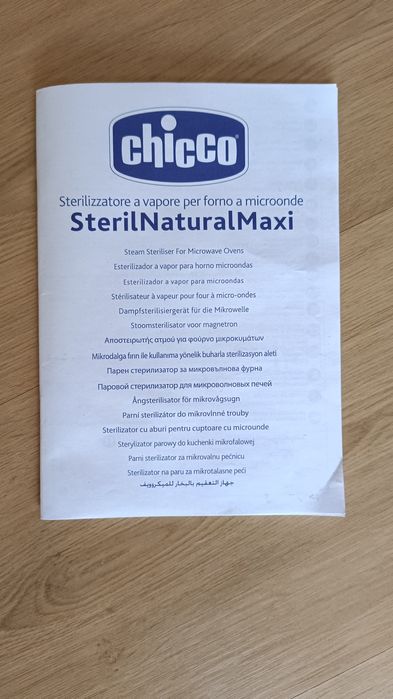 chicco
Sterilizzatore a vapore per forno a microonde
SterilNaturalMaxi
Steam Steriliser For Microwave Ovens
Esterilizador a vapor para horno microondas
Esterilizador a vapor para microondas
Stérilisateur à vapeur pour four à micro-ondes
Dampfsterilisiergerät für die Mikrowelle
Stoomsterilisator voor magnetron
Αποστειρωτής ατμού για φούρνο μικροκυμάτων
Mikrodalga fırın ile kullanıma yönelik buharla sterilizasyon aleti
Парен стерилизатор за микровълнова фурна
Паровой стерилизатор для микроволновых печей
Ångsterilisator för mikrovågsugn
Parní sterilizátor do mikrovlnné trouby
Sterilizator cu aburi pentru cuptoare cu microunde
Sterylizator parowy do kuchenki mikrofalowej
Parni sterilizator za mikrovalnu pećnicu
Sterilizator na paru za mikrotalasne peći
جهاز التعقيم بالبخار للميكروويف